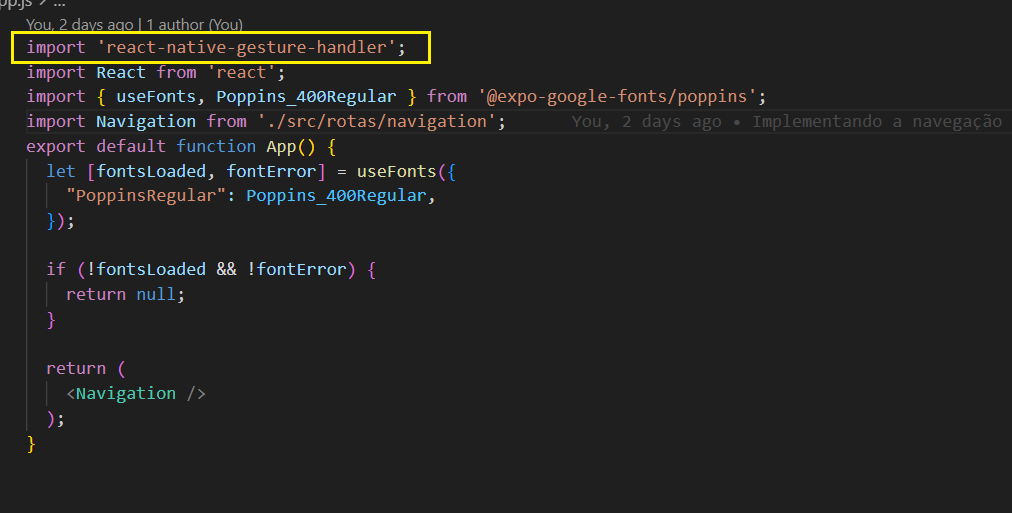 pp.js > ...
You, 2 days ago | 1 author (You)
import 'react-native-gesture-handler';
import React from 'react';
import { useFonts, Poppins_400Regular } from '@expo-google-fonts/poppins';
import Navigation from './src/rotas/navigation'; You, 2 days ago • Implementando a navegação
export default function App() {
let [fontsLoaded, fontError] = useFonts({
"PoppinsRegular": Poppins_400Regular,
});
if (!fontsLoaded && !fontError) {
return null;
}
return (
<Navigation />
);
}